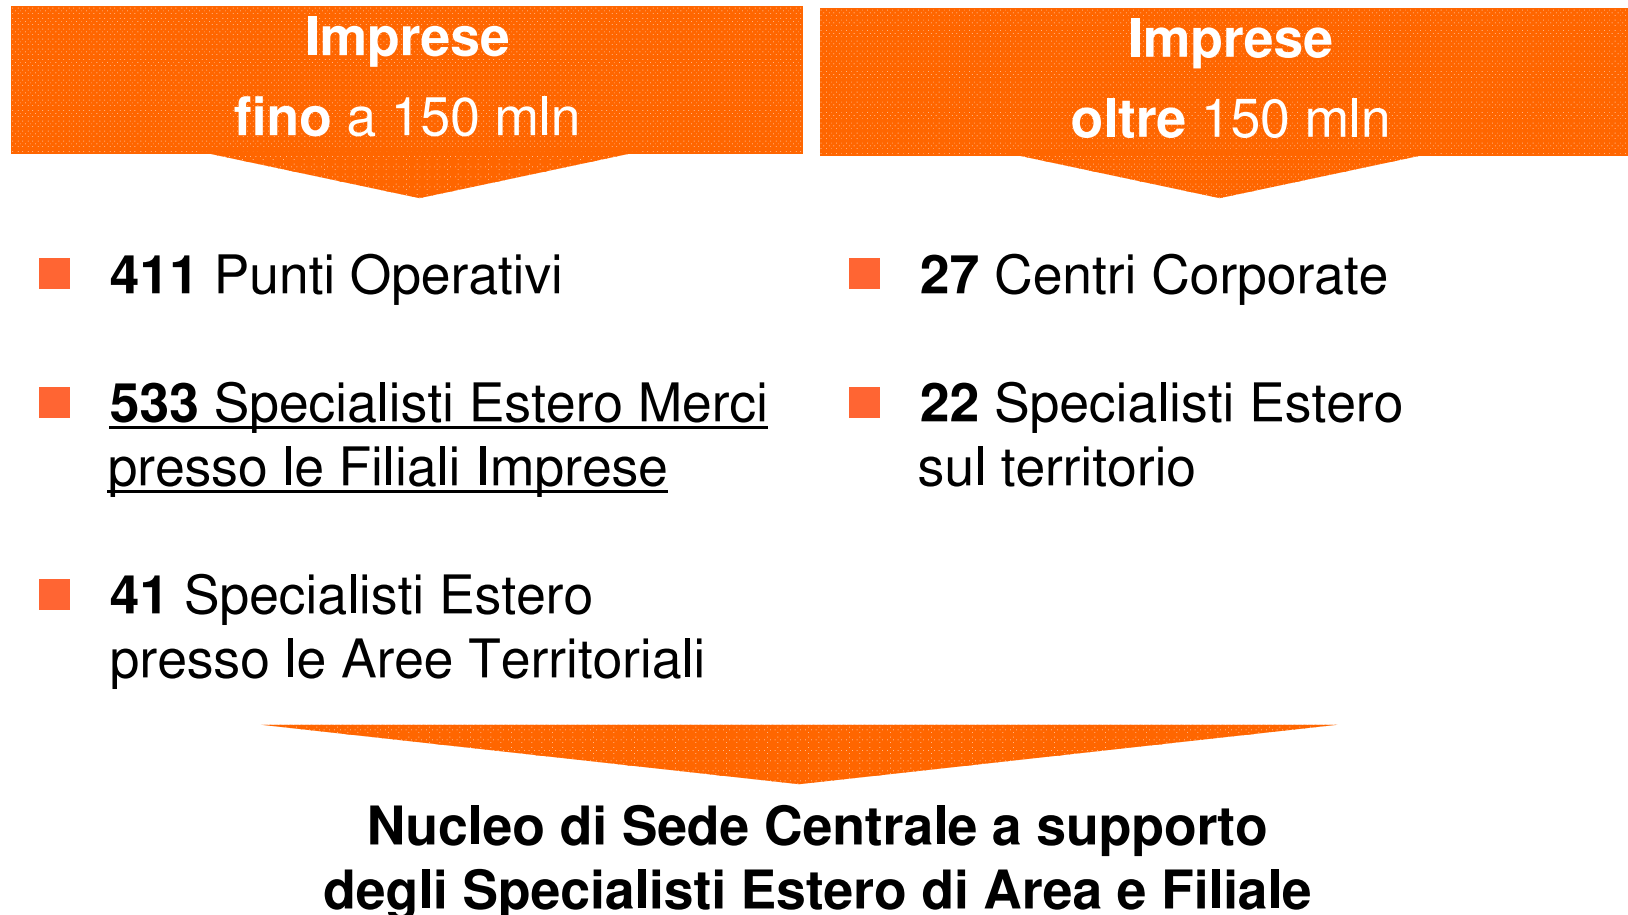 Imprese
fino a 150 mln
411 Punti Operativi
533 Specialisti Estero Merci
presso le Filiali Imprese
41 Specialisti Estero
presso le Aree Territoriali
Imprese
oltre 150 mln
27 Centri Corporate
22 Specialisti Estero
sul territorio
Nucleo di Sede Centrale a supporto
degli Specialisti Estero di Area e Filiale